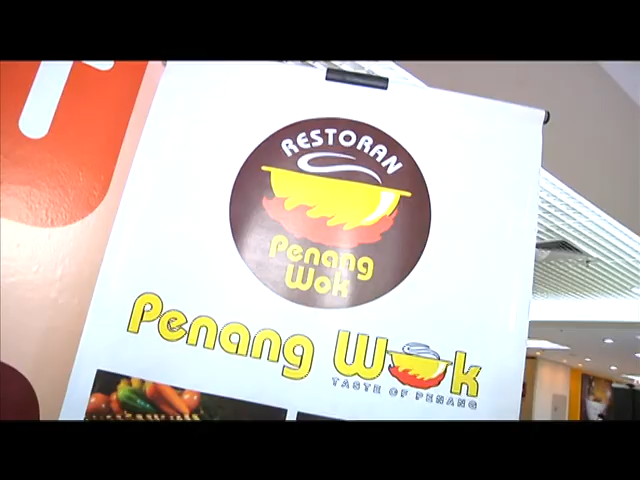 RESTORAN
Penang
Wok
Penang Wok
TASTE OF PENANG